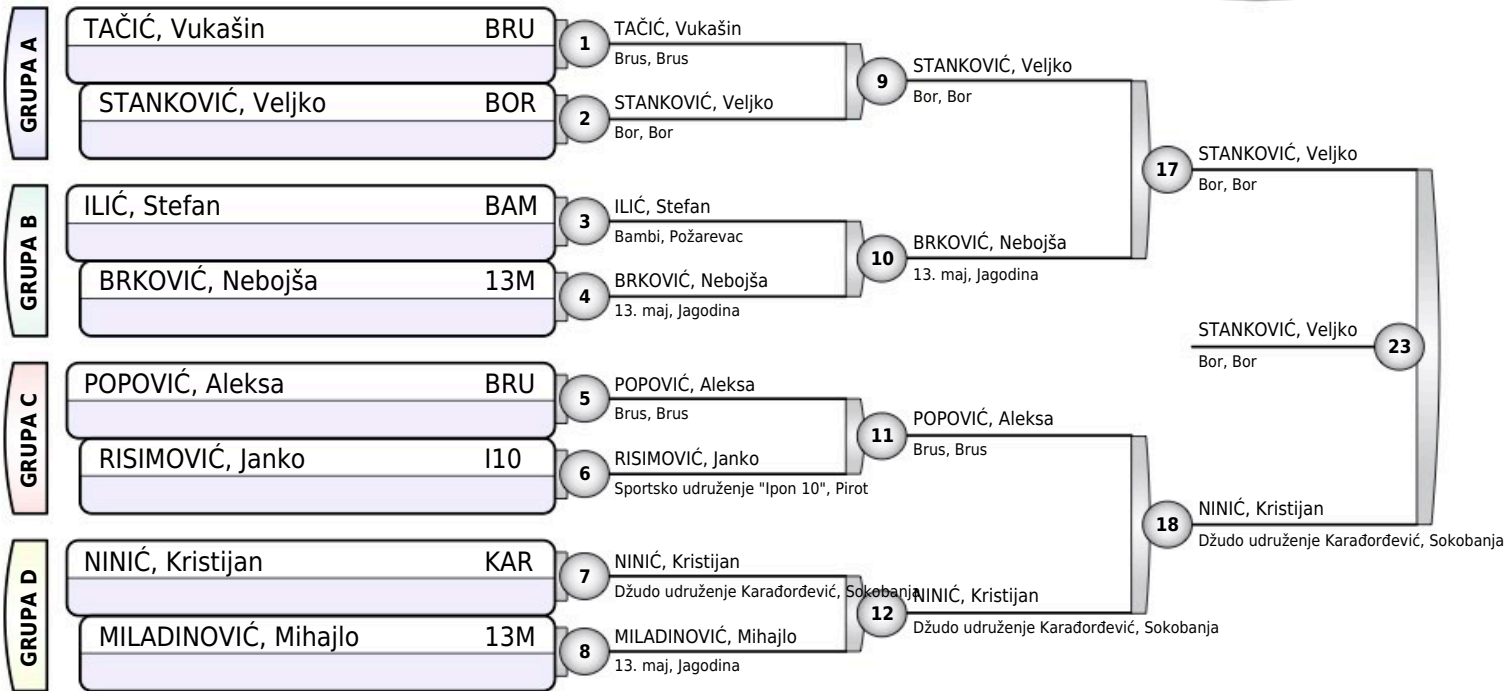 GRUPA A
TAČIĆ, Vukašin BRU
STANKOVIĆ, Veljko BOR
GRUPA B
ILIĆ, Stefan BAM
BRKOVIĆ, Nebojša 13M
GRUPA C
POPOVIĆ, Aleksa BRU
RISIMOVIĆ, Janko I10
GRUPA D
NINIĆ, Kristijan KAR
MILADINOVIĆ, Mihajlo 13M
1 TAČIĆ, Vukašin
Brus, Brus
2 STANKOVIĆ, Veljko
Bor, Bor
3 ILIĆ, Stefan
Bambi, Požarevac
4 BRKOVIĆ, Nebojša
13. maj, Jagodina
5 POPOVIĆ, Aleksa
Brus, Brus
6 RISIMOVIĆ, Janko
Sportsko udruženje "Ipon 10", Pirot
7 NINIĆ, Kristijan
Džudo udruženje Karađorđević, Sokobanja
8 MILADINOVIĆ, Mihajlo
13. maj, Jagodina
9 STANKOVIĆ, Veljko
Bor, Bor
10 BRKOVIĆ, Nebojša
13. maj, Jagodina
11 POPOVIĆ, Aleksa
Brus, Brus
12 NINIĆ, Kristijan
Džudo udruženje Karađorđević, Sokobanja
17 STANKOVIĆ, Veljko
Bor, Bor
18 NINIĆ, Kristijan
Džudo udruženje Karađorđević, Sokobanja
STANKOVIĆ, Veljko 23
Bor, Bor